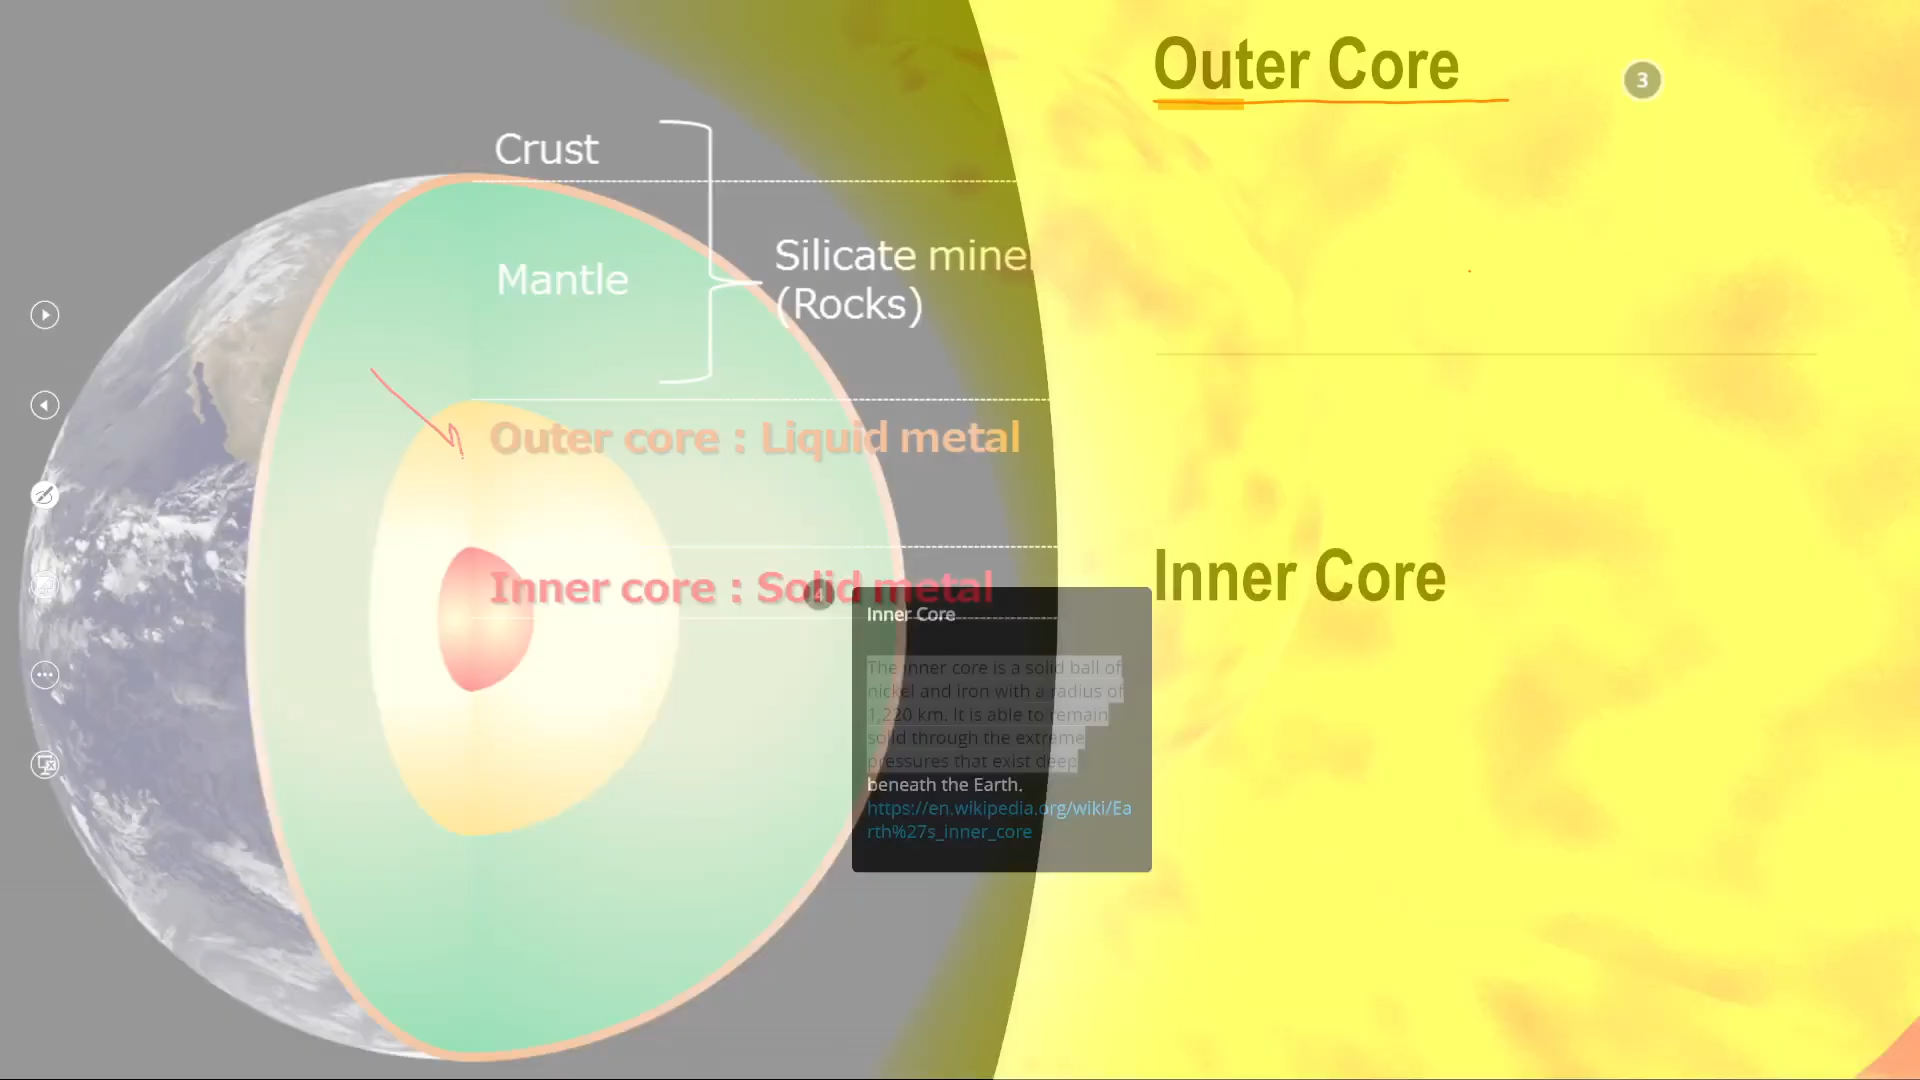 Outer Core
3
Crust
Mantle
Silicate mine
(Rocks)
Outer core : Liquid metal
Inner core : Solid metal
4
Inner Core
Inner Core
The inner core is a solid ball of
nickel and iron with a radius of
1,220 km. It is able to remain
solid through the extreme
pressures that exist deep
beneath the Earth.
https://en.wikipedia.org/wiki/Ea
rth%27s_inner_core